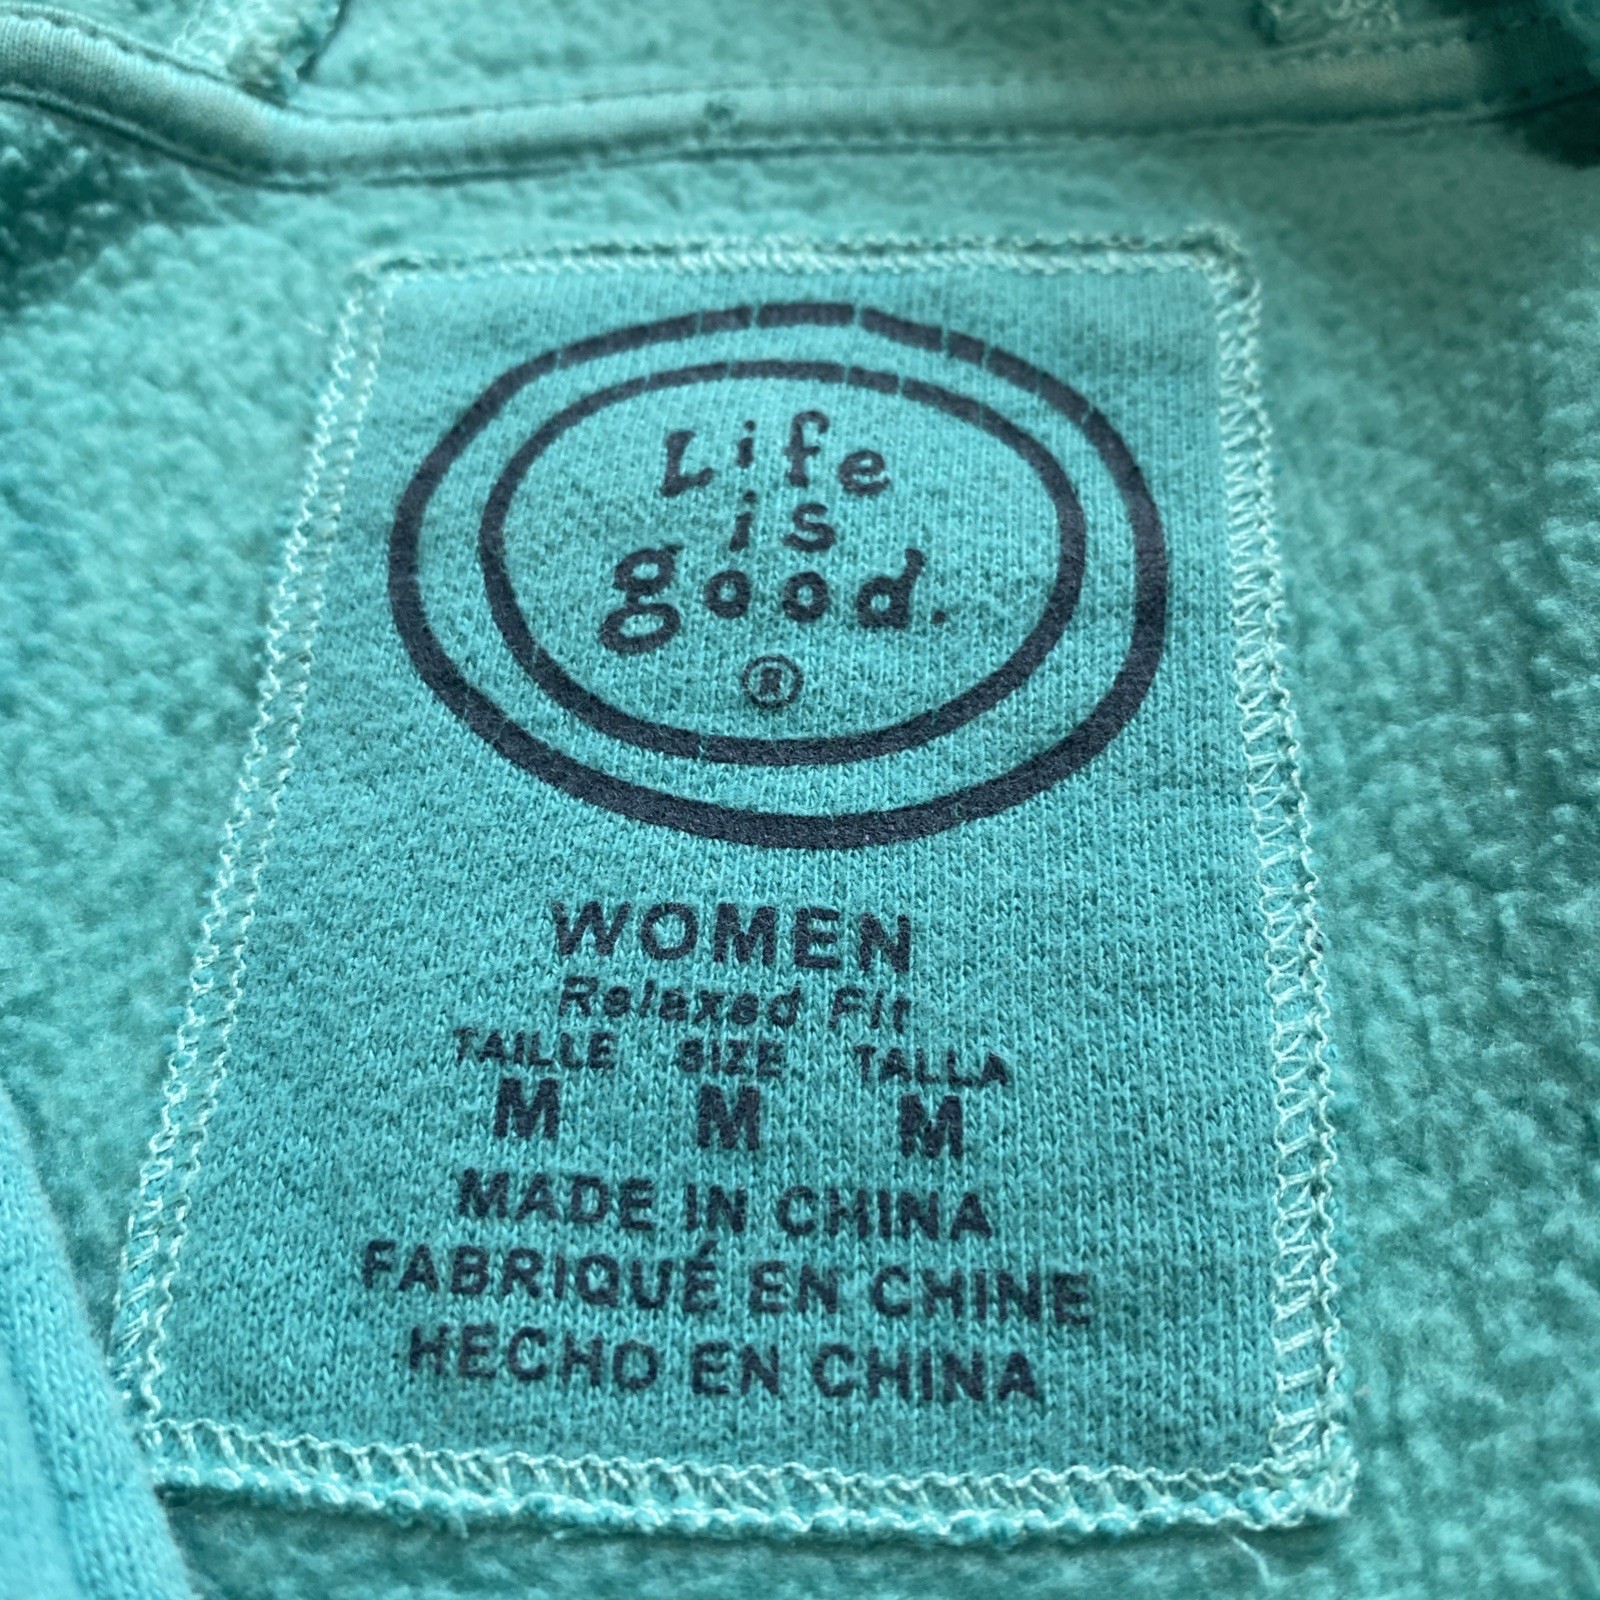 Life
is
good.
®
WOMEN
Relaxed Fit
TAILLE SIZE TALLA
M M M
MADE IN CHINA
FABRIQUÉ EN CHINE
HECHO EN CHINA